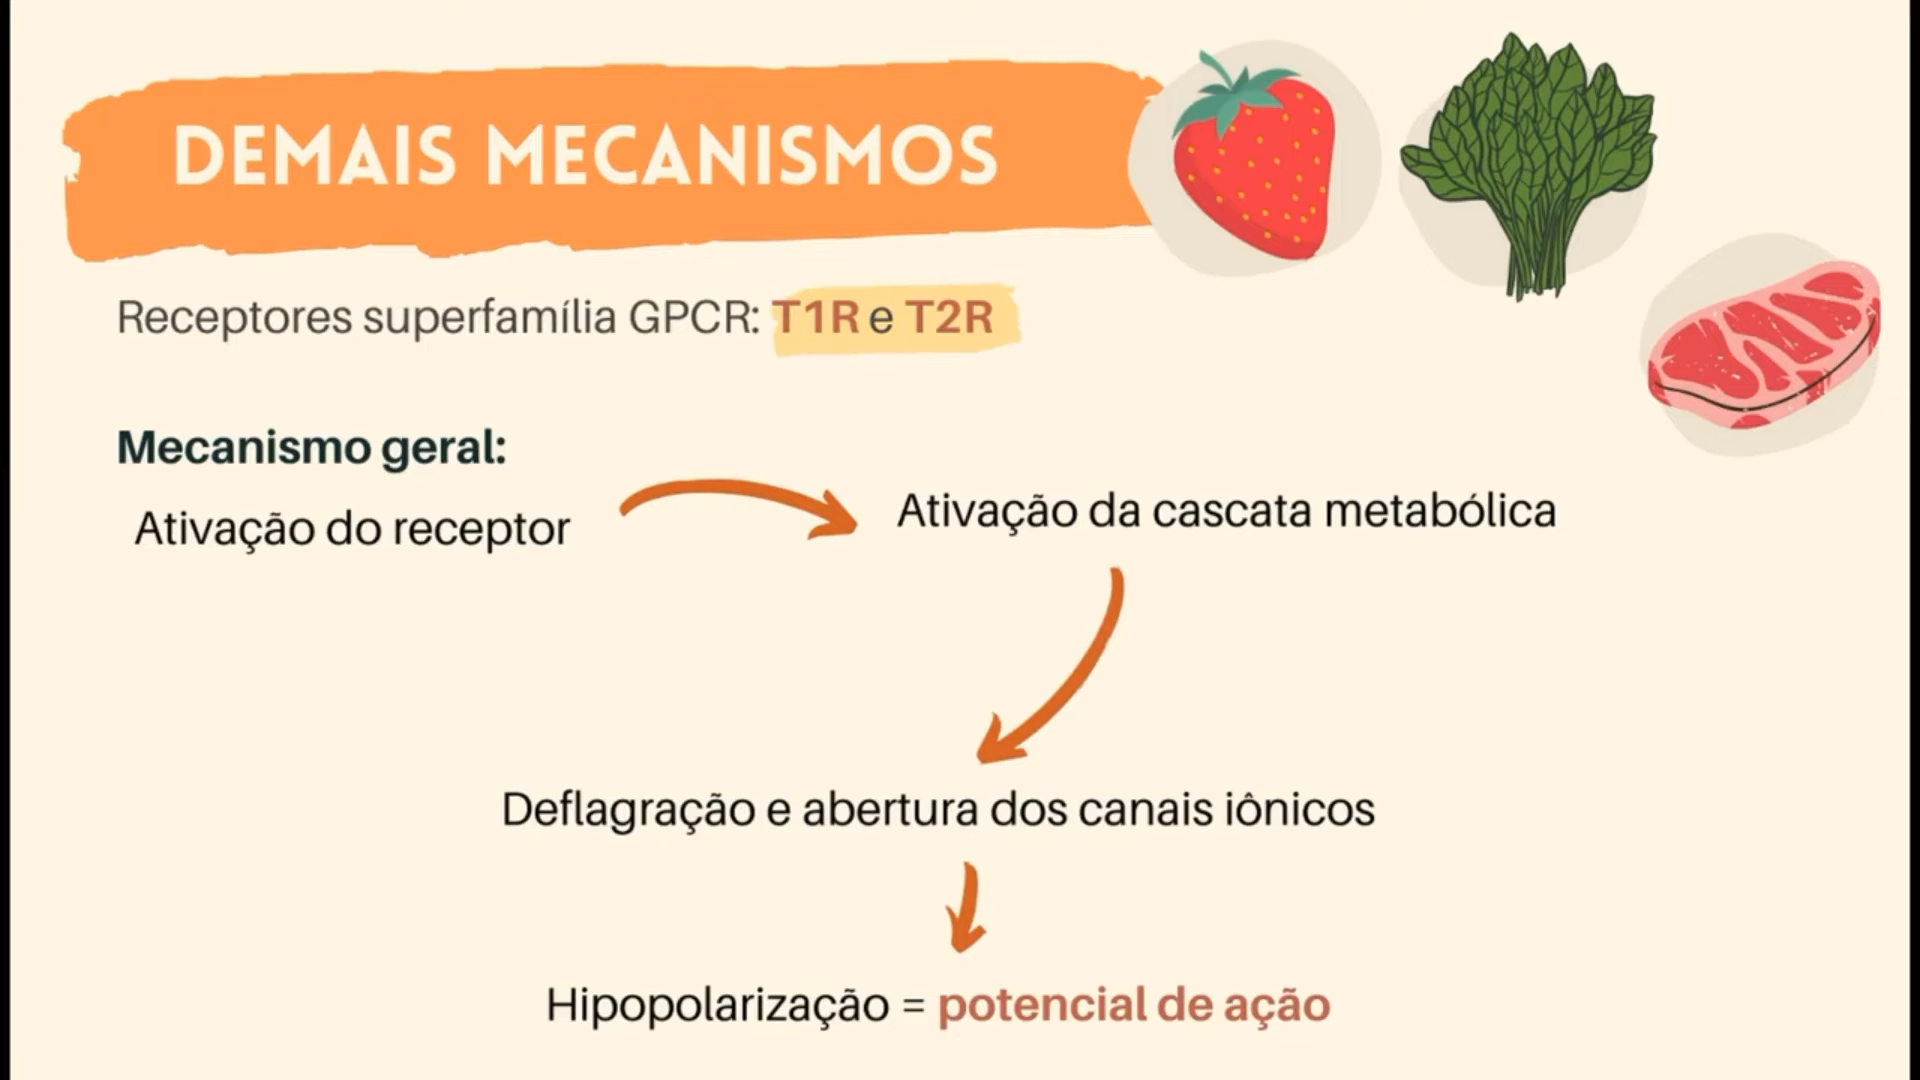 DEMAIS MECANISMOS
Receptores superfamília GPCR: T1R e T2R
Mecanismo geral:
Ativação do receptor
Ativação da cascata metabólica
Deflagração e abertura dos canais iônicos
Hipopolarização = potencial de ação